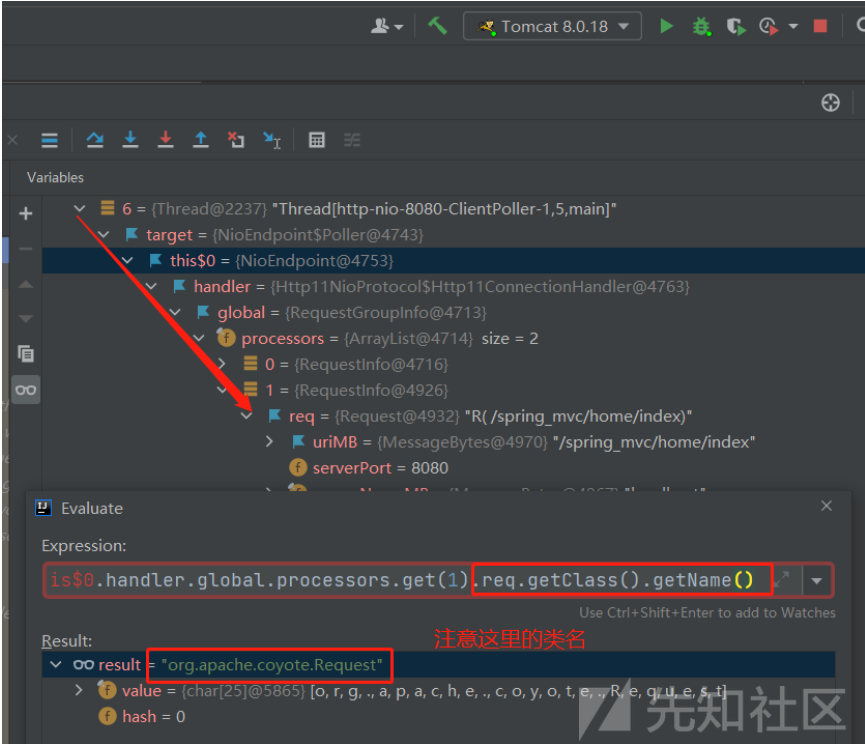 Tomcat 8.0.18
Variables
6 = {Thread@2237} "Thread[http-nio-8080-ClientPoller-1,5,main]"
target = {NioEndpoint$Poller@4743}
this$0 = {NioEndpoint@4753}
handler = {Http11NioProtocol$Http11ConnectionHandler@4763}
global = {RequestGroupInfo@4713}
processors = {ArrayList@4714} size = 2
0 = {RequestInfo@4716}
1 = {RequestInfo@4926}
req = {Request@4932} "R( /spring_mvc/home/index)"
uriMB = {MessageBytes@4970} "/spring_mvc/home/index"
serverPort = 8080
Evaluate
Expression:
is$0.handler.global.processors.get(1).req.getClass().getName()
Use Ctrl+Shift+Enter to add to Watches
注意这里的类名
Result:
result = "org.apache.coyote.Request"
value = {char[25]@5865} [o, r, g, ., a, p, a, c, h, e, ., c, o, y, o, t, e, ., R, e, q, u, e, s, t]
hash = 0
先知社区